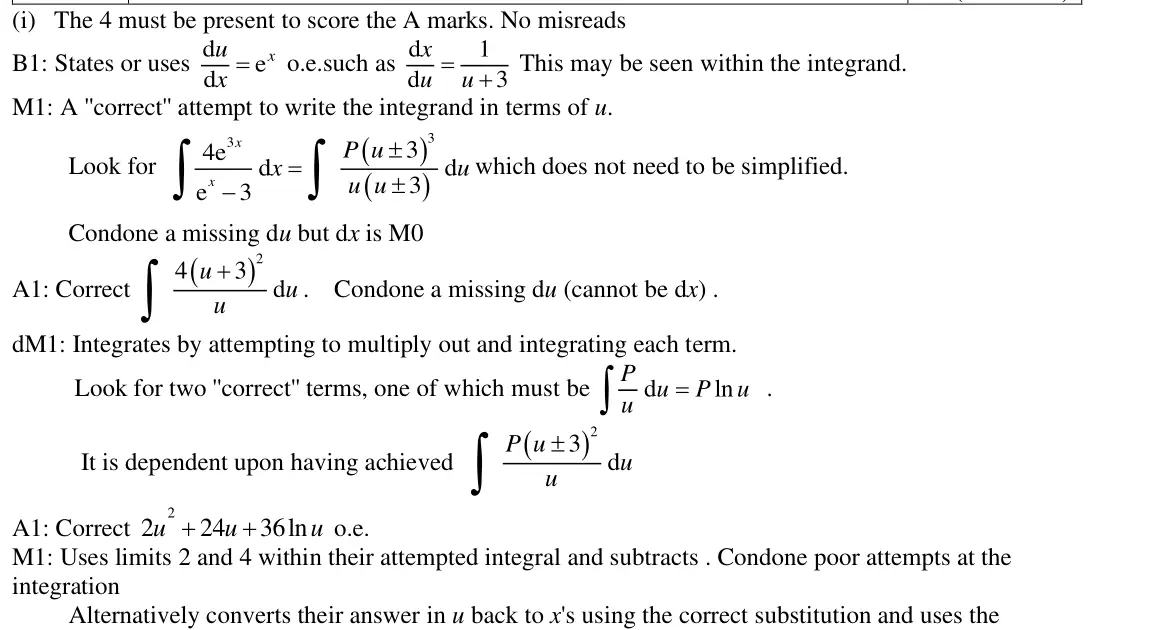 (i) The 4 must be present to score the A marks. No misreads
B1: States or uses du/dx = eˣ o.e.such as dx/du = 1/(u+3) This may be seen within the integrand.
M1: A "correct" attempt to write the integrand in terms of u.
Look for ∫ 4e³ˣ/(eˣ − 3) dx = ∫ P(u±3)³/(u(u±3)) du which does not need to be simplified.
Condone a missing du but dx is M0
A1: Correct ∫ 4(u+3)²/u du . Condone a missing du (cannot be dx) .
dM1: Integrates by attempting to multiply out and integrating each term.
Look for two "correct" terms, one of which must be ∫ P/u du = P ln u .
It is dependent upon having achieved ∫ P(u±3)²/u du
A1: Correct 2u² + 24u + 36 ln u o.e.
M1: Uses limits 2 and 4 within their attempted integral and subtracts . Condone poor attempts at the
integration
Alternatively converts their answer in u back to x's using the correct substitution and uses the